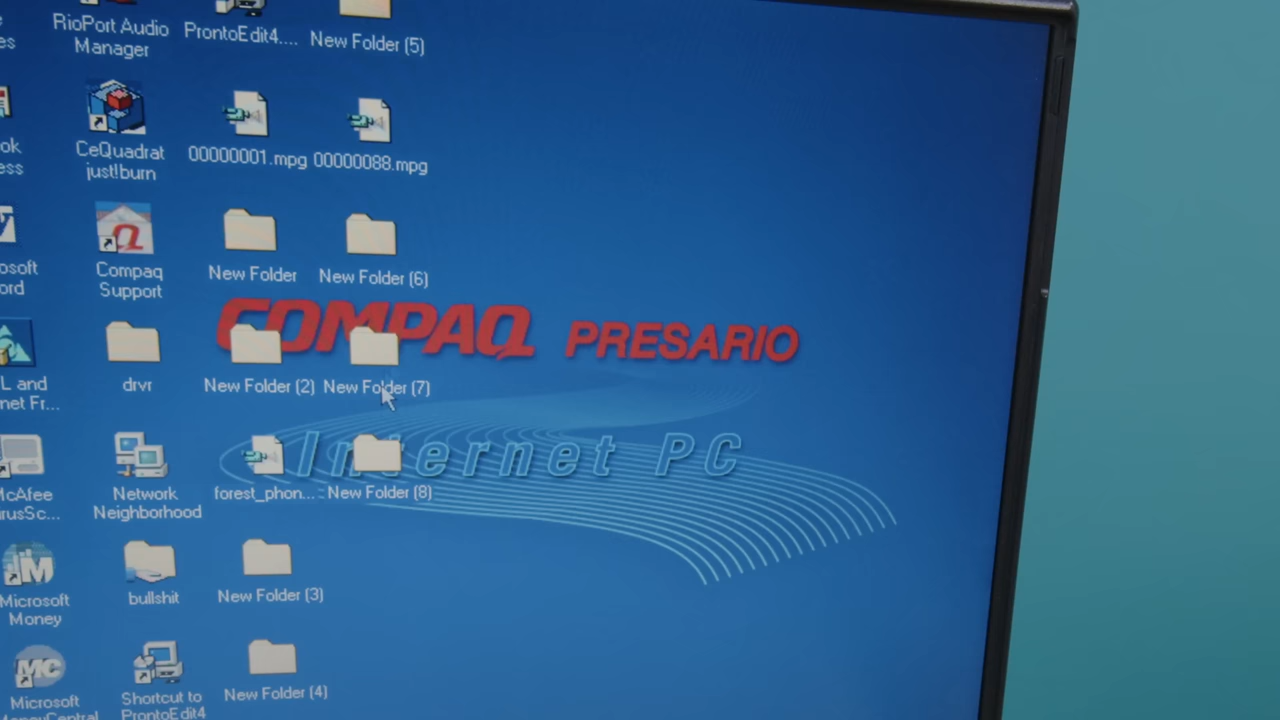 RioPort Audio
Manager
ProntoEdit4....
New Folder (5)
CeQuadrat
just!burn
00000001.mpg
00000088.mpg
Compaq
Support
New Folder
New Folder (6)
COMPAQ PRESARIO
drvr
New Folder (2)
New Folder (7)
Internet PC
McAfee
Network
Neighborhood
forest_phon...
New Folder (8)
Microsoft
Money
bullshit
New Folder (3)
MC
Microsoft
Shortcut to
ProntoEdit4
New Folder (4)